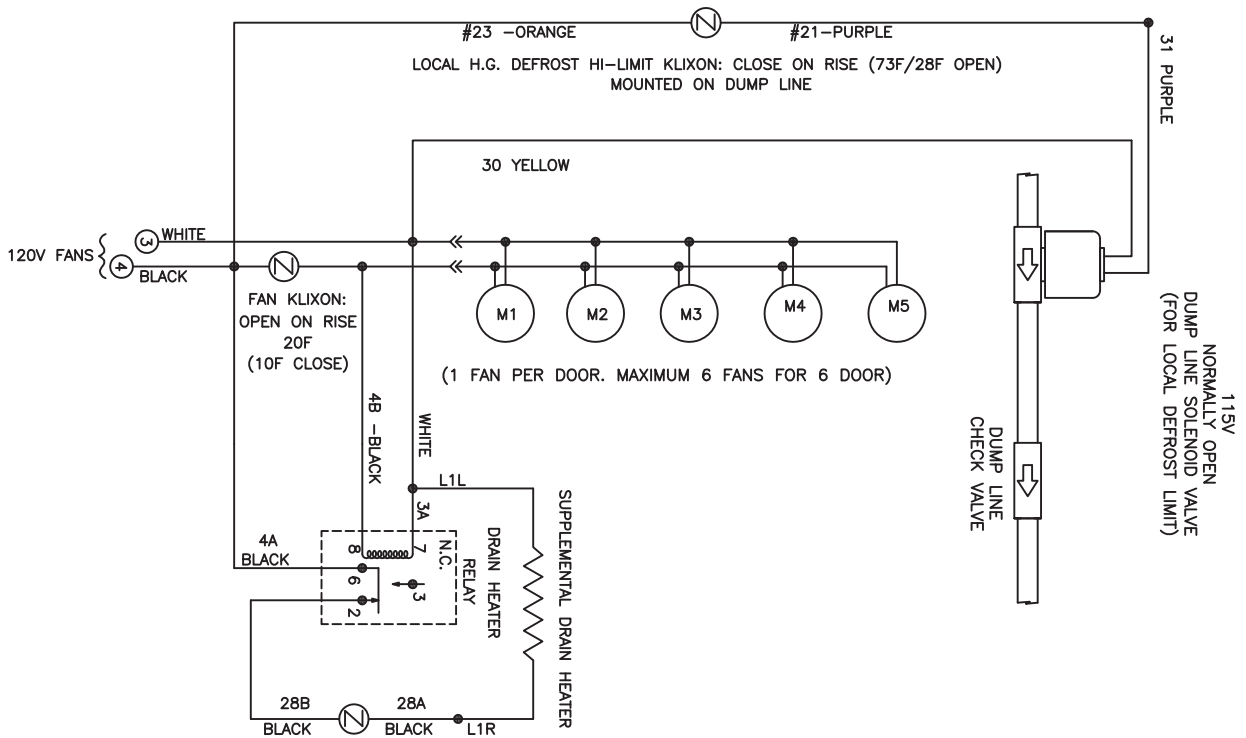 #23 -ORANGE
#21-PURPLE
31 PURPLE
LOCAL H.G. DEFROST HI-LIMIT KLIXON: CLOSE ON RISE (73F/28F OPEN)
MOUNTED ON DUMP LINE
30 YELLOW
120V FANS
3
WHITE
4
BLACK
FAN KLIXON:
OPEN ON RISE
20F
(10F CLOSE)
M1
M2
M3
M4
M5
(1 FAN PER DOOR. MAXIMUM 6 FANS FOR 6 DOOR)
115V
NORMALLY OPEN
DUMP LINE SOLENOID VALVE
(FOR LOCAL DEFROST LIMIT)
DUMP LINE
CHECK VALVE
4B -BLACK
WHITE
L1L
3A
SUPPLEMENTAL DRAIN HEATER
DRAIN HEATER
RELAY
N.C.
8
7
6
3
2
4A
BLACK
28B
BLACK
28A
BLACK
L1R